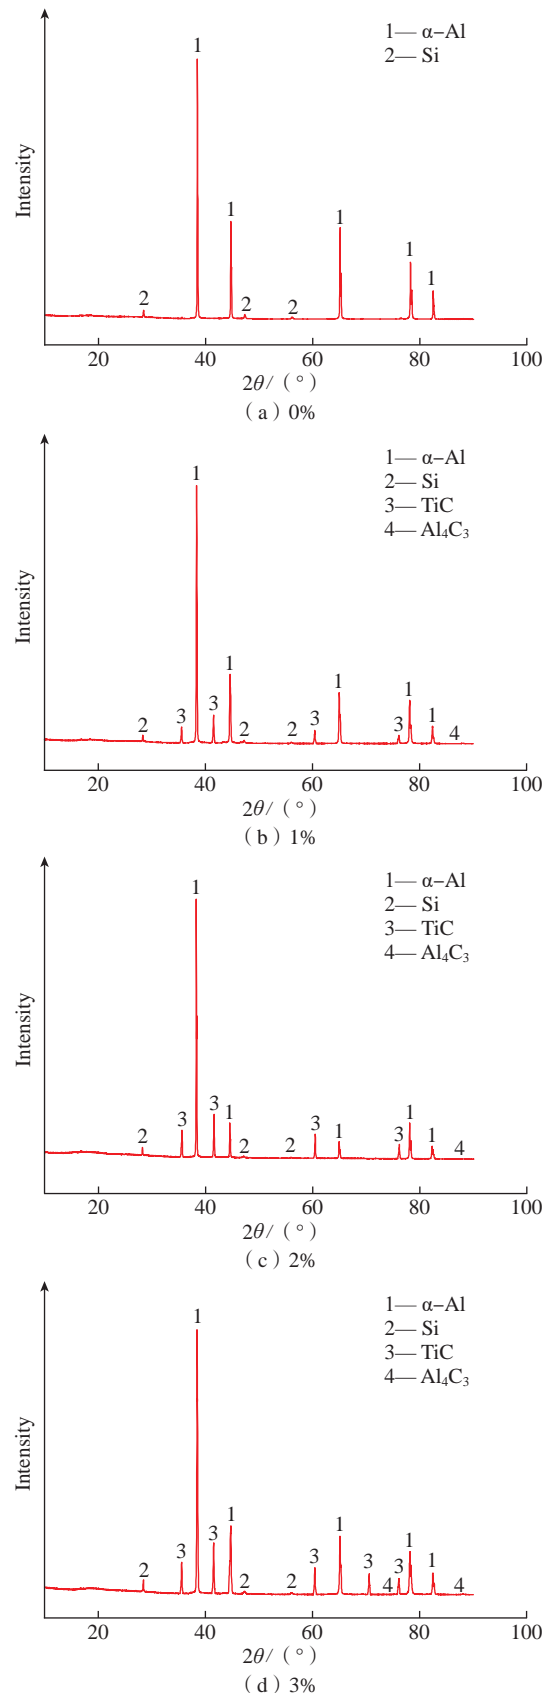 1— α−Al
2— Si
1
1
1
1
1
2
2
2
Intensity
20 40 60 80 100
2θ/（°）
（a）0%
1— α−Al
2— Si
3— TiC
4— Al₄C₃
1
1
1
1
1
2
3
3
2
2
3
3
4
Intensity
20 40 60 80 100
2θ/（°）
（b）1%
1— α−Al
2— Si
3— TiC
4— Al₄C₃
1
3
3
1
2
2
2
3
1
3
1
1
4
Intensity
20 40 60 80 100
2θ/（°）
（c）2%
1— α−Al
2— Si
3— TiC
4— Al₄C₃
1
2
3
3
1
2
2
3
1
3
4
3
1
1
4
Intensity
20 40 60 80 100
2θ/（°）
（d）3%